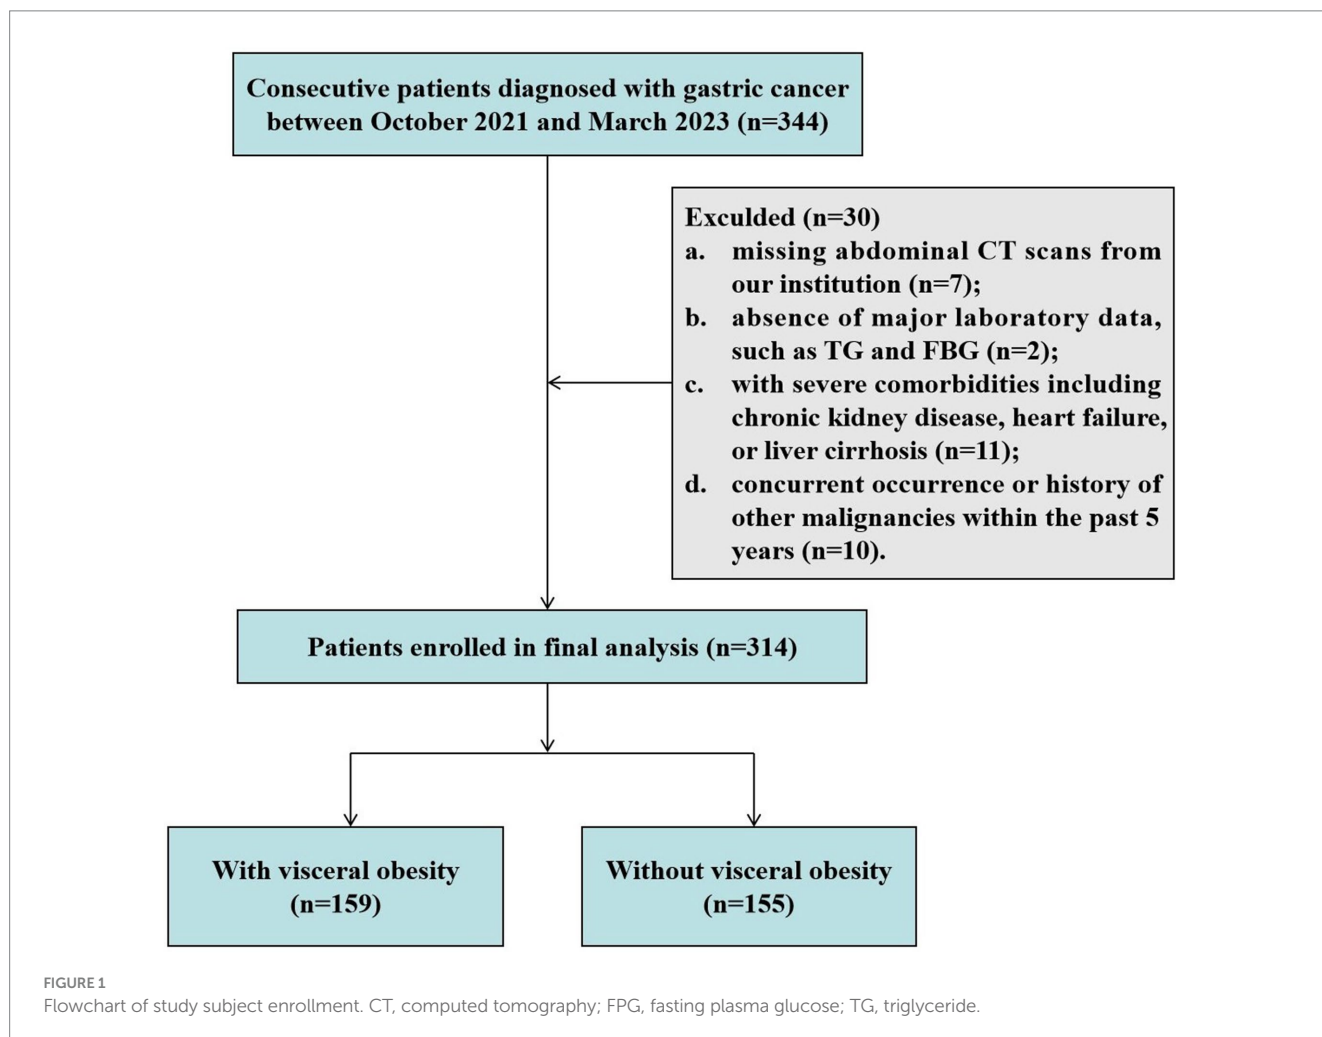 Consecutive patients diagnosed with gastric cancer
between October 2021 and March 2023 (n=344)
Exculded (n=30)
a. missing abdominal CT scans from
our institution (n=7);
b. absence of major laboratory data,
such as TG and FBG (n=2);
c. with severe comorbidities including
chronic kidney disease, heart failure,
or liver cirrhosis (n=11);
d. concurrent occurrence or history of
other malignancies within the past 5
years (n=10).
Patients enrolled in final analysis (n=314)
With visceral obesity
(n=159)
Without visceral obesity
(n=155)
FIGURE 1
Flowchart of study subject enrollment. CT, computed tomography; FPG, fasting plasma glucose; TG, triglyceride.